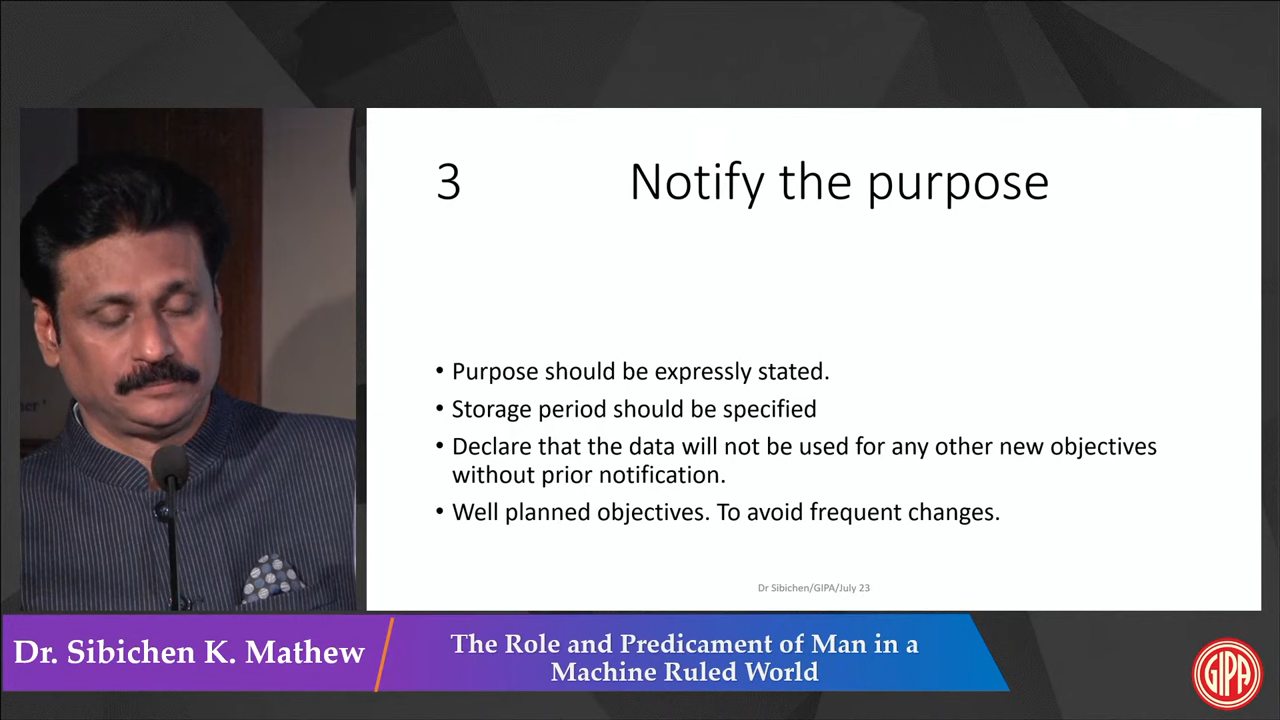 3 Notify the purpose
• Purpose should be expressly stated.
• Storage period should be specified
• Declare that the data will not be used for any other new objectives
without prior notification.
• Well planned objectives. To avoid frequent changes.
Dr Sibichen/GIPA/July 23
Dr. Sibichen K. Mathew
The Role and Predicament of Man in a
Machine Ruled World
GIPA